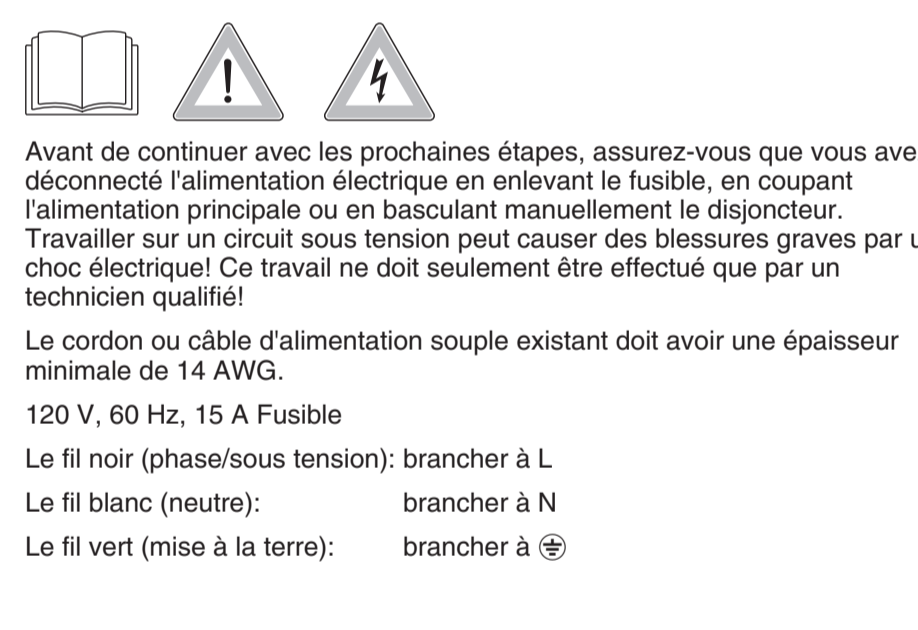 Avant de continuer avec les prochaines étapes, assurez-vous que vous ave
déconnecté l'alimentation électrique en enlevant le fusible, en coupant
l'alimentation principale ou en basculant manuellement le disjoncteur.
Travailler sur un circuit sous tension peut causer des blessures graves par u
choc électrique! Ce travail ne doit seulement être effectué que par un
technicien qualifié!
Le cordon ou câble d'alimentation souple existant doit avoir une épaisseur
minimale de 14 AWG.
120 V, 60 Hz, 15 A Fusible
Le fil noir (phase/sous tension): brancher à L
Le fil blanc (neutre): brancher à N
Le fil vert (mise à la terre): brancher à